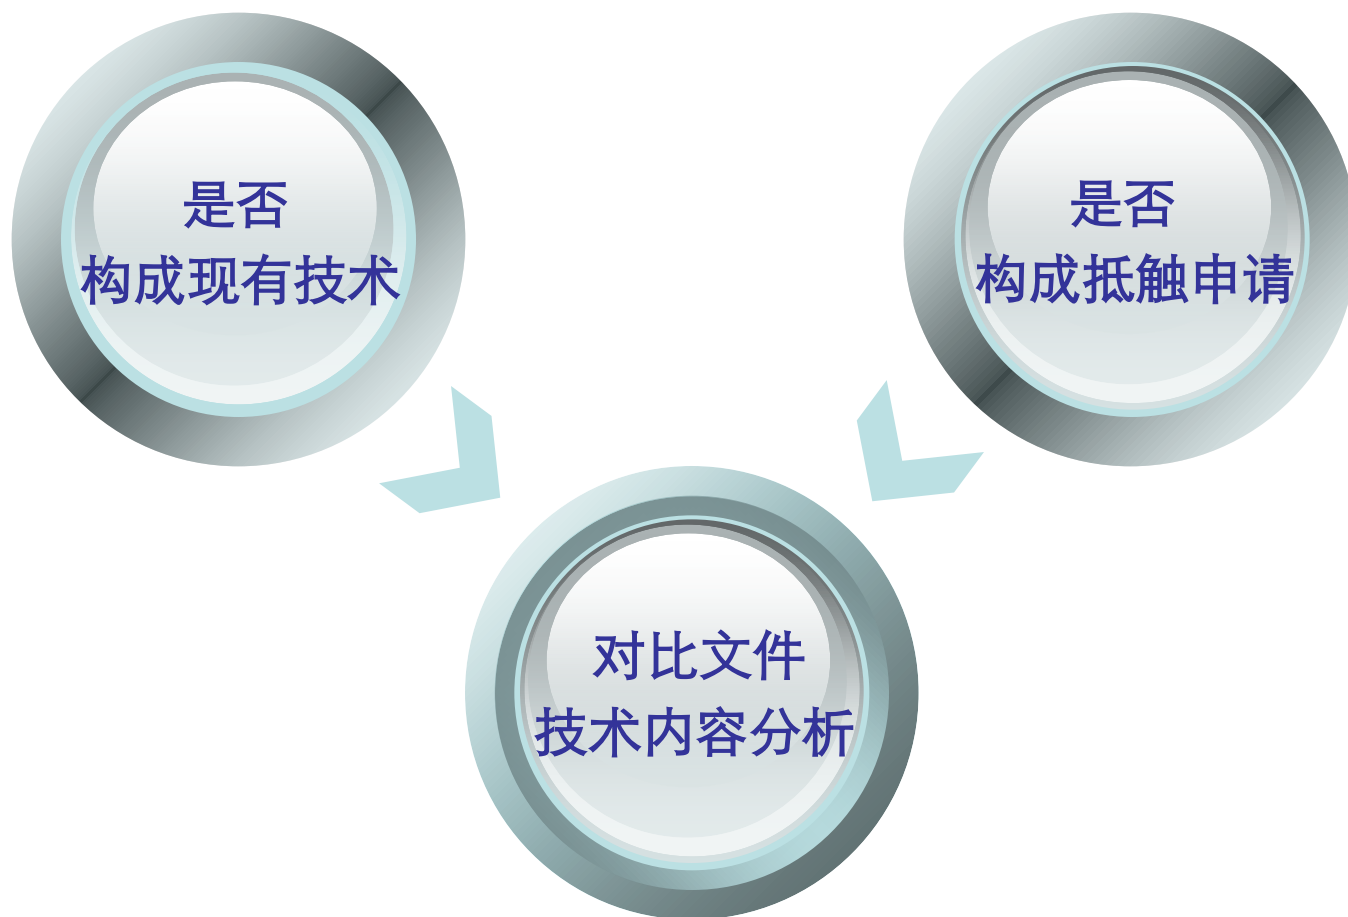 是否
构成现有技术
是否
构成抵触申请
对比文件
技术内容分析